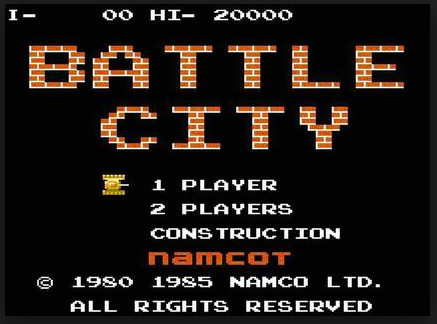 I-     00 HI- 20000
BATTLE
CITY
1 PLAYER
2 PLAYERS
CONSTRUCTION
namcot
© 1980 1985 NAMCO LTD.
ALL RIGHTS RESERVED